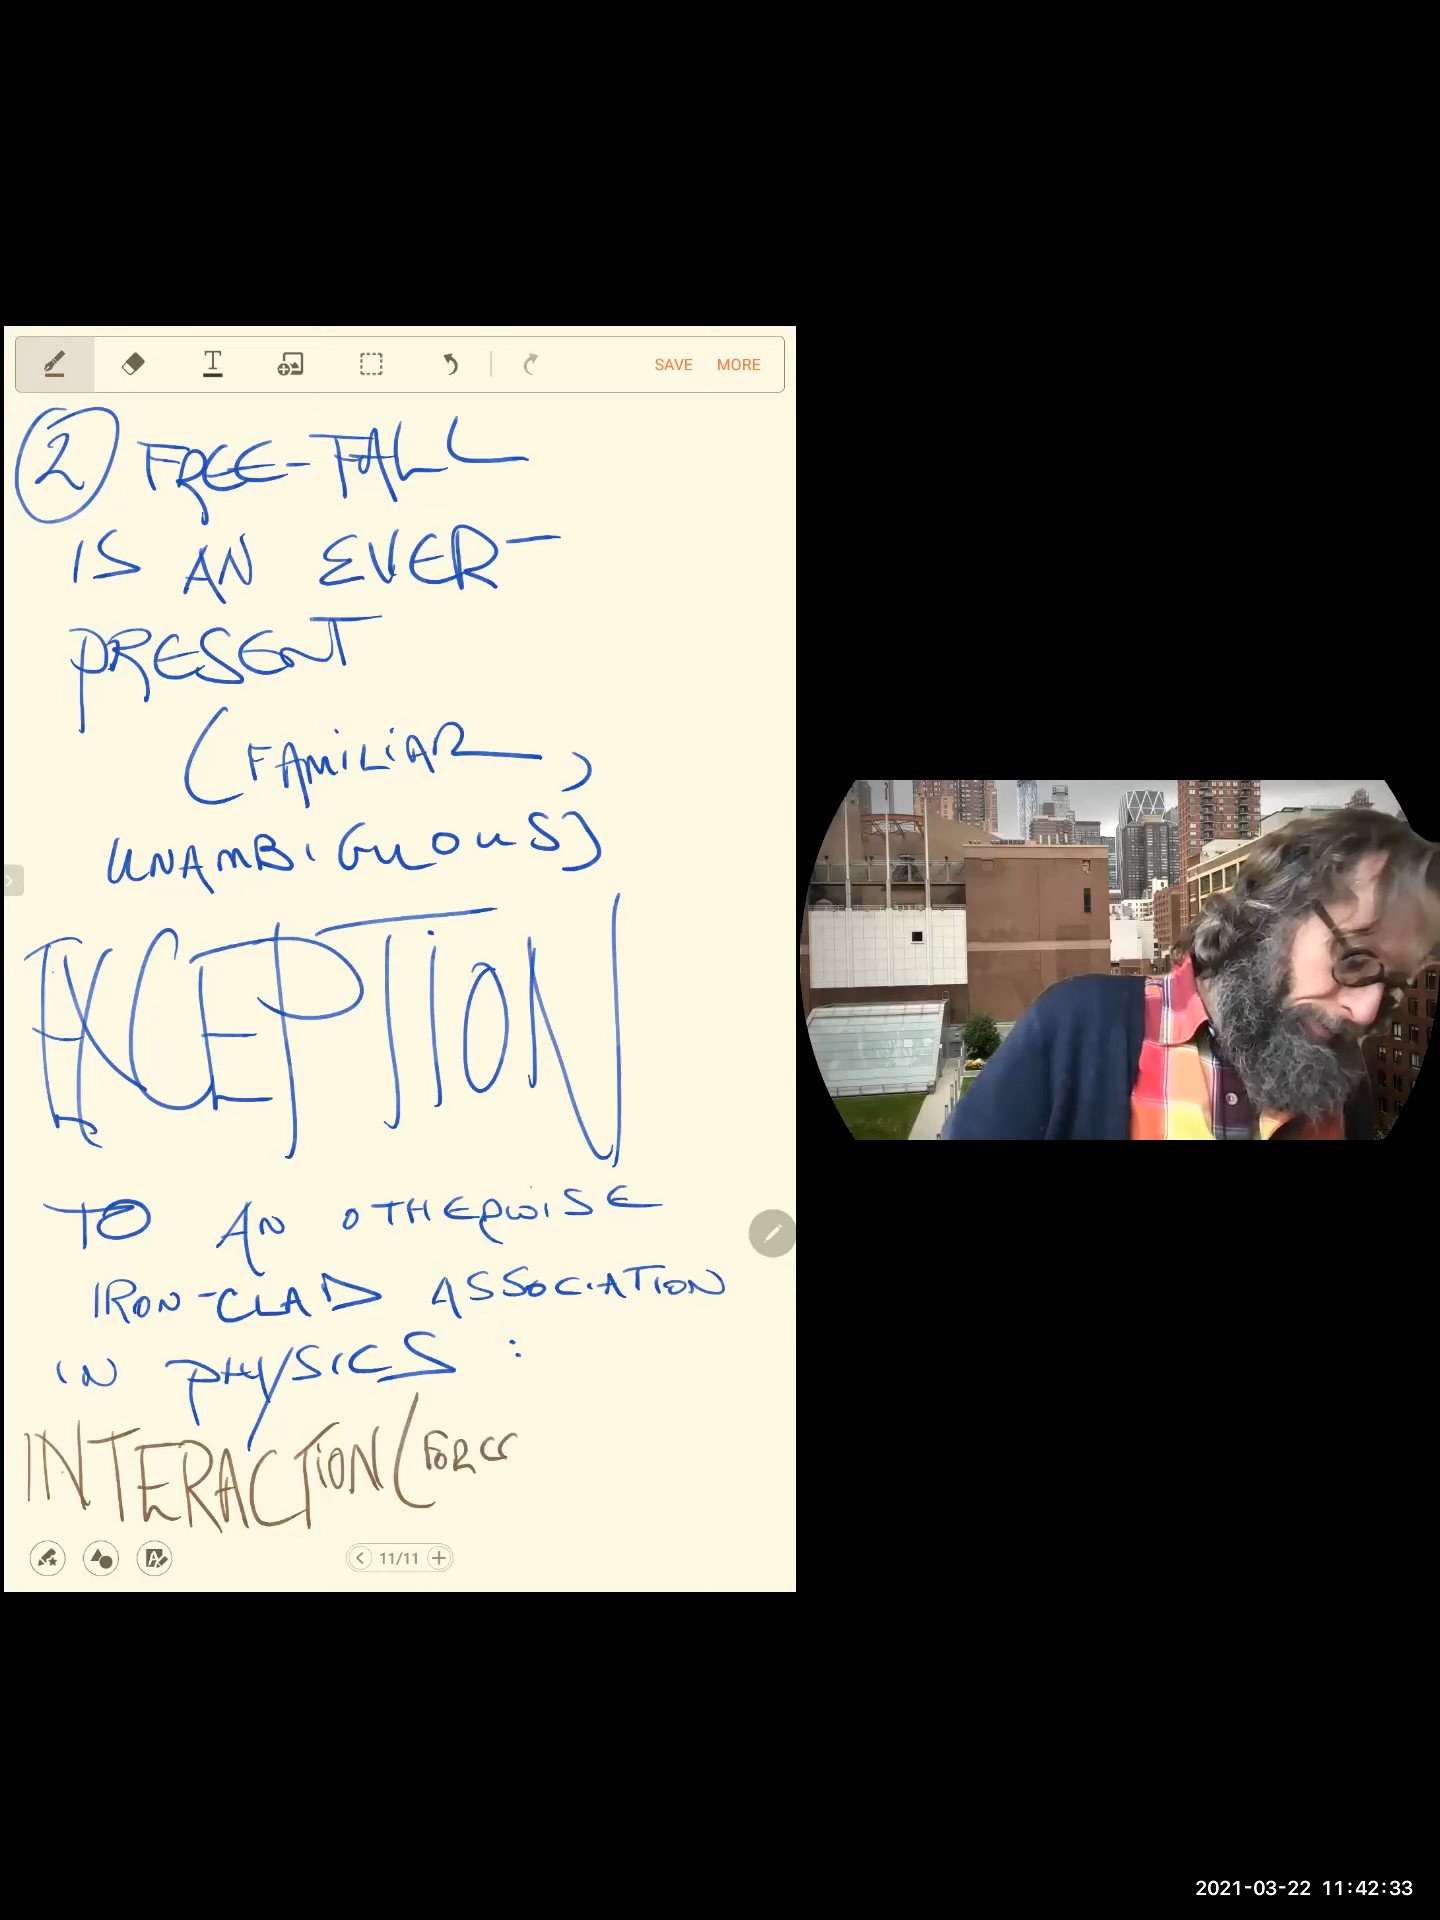 T
SAVE MORE
2 FREE-FALL
IS AN EVER-
PRESENT
(FAMILIAR,
UNAMBIGUOUS)
EXCEPTION
TO AN OTHERWISE
IRON-CLAD ASSOCIATION
IN PHYSICS :
INTERACTION (FORCE
11/11
2021-03-22 11:42:33